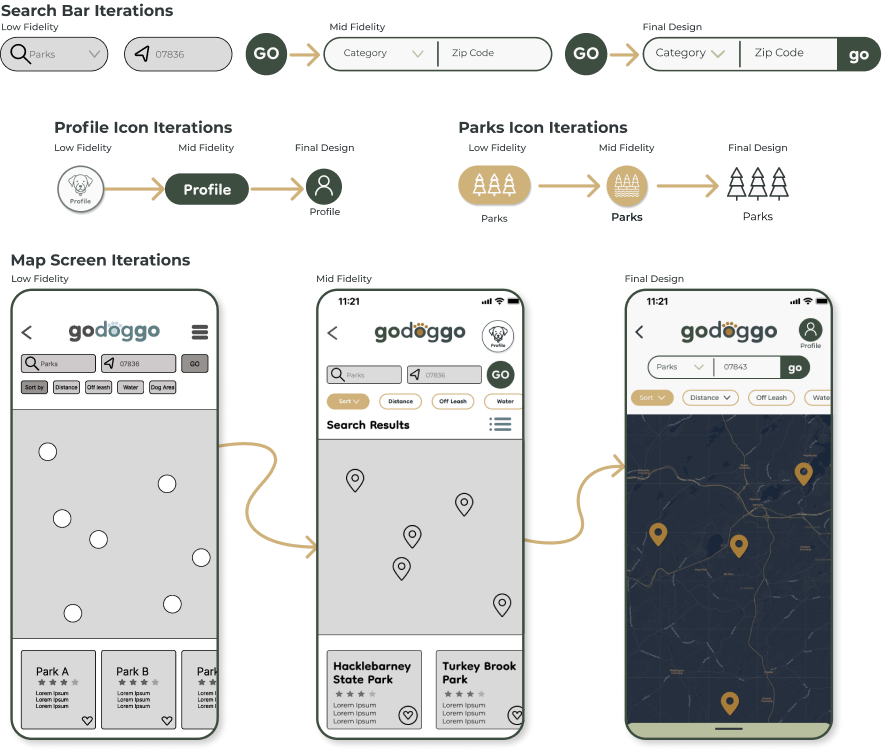 Search Bar Iterations
Low Fidelity
Mid Fidelity
Final Design
Parks
07836
GO
Category
Zip Code
GO
Category
Zip Code
go
Profile Icon Iterations
Low Fidelity
Mid Fidelity
Final Design
Profile
Profile
Profile
Parks Icon Iterations
Low Fidelity
Mid Fidelity
Final Design
Parks
Parks
Parks
Map Screen Iterations
Low Fidelity
godoggo
Parks
07836
GO
Sort by
Distance
Off leash
Water
Dog Area
Park A
Lorem Ipsum
Lorem Ipsum
Lorem Ipsum
Park B
Lorem Ipsum
Lorem Ipsum
Lorem Ipsum
Park
Lorem Ipsum
Lorem Ipsum
Lorem Ipsum
Mid Fidelity
11:21
godoggo
Profile
Parks
07836
GO
Sort
Distance
Off Leash
Water
Search Results
Hacklebarney
State Park
Lorem Ipsum
Lorem Ipsum
Lorem Ipsum
Turkey Brook
Park
Lorem Ipsum
Lorem Ipsum
Lorem Ipsum
Final Design
11:21
godoggo
Profile
Parks
07843
go
Sort
Distance
Off Leash
Wate